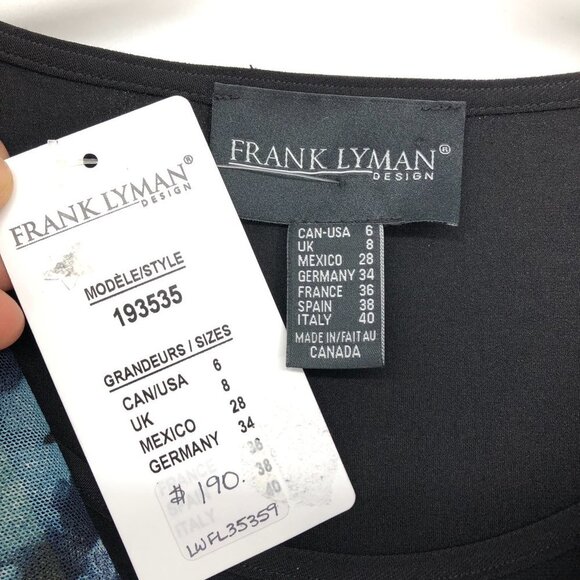 FRANK LYMAN®
DESIGN
MODÈLE/STYLE
193535
GRANDEURS / SIZES
CAN/USA 6
UK 8
MEXICO 28
GERMANY 34
FRANCE 36
SPAIN 38
ITALY 40
$190.
LWFL35359
FRANK LYMAN®
DESIGN
CAN-USA 6
UK 8
MEXICO 28
GERMANY 34
FRANCE 36
SPAIN 38
ITALY 40
MADE IN/FAIT AU
CANADA